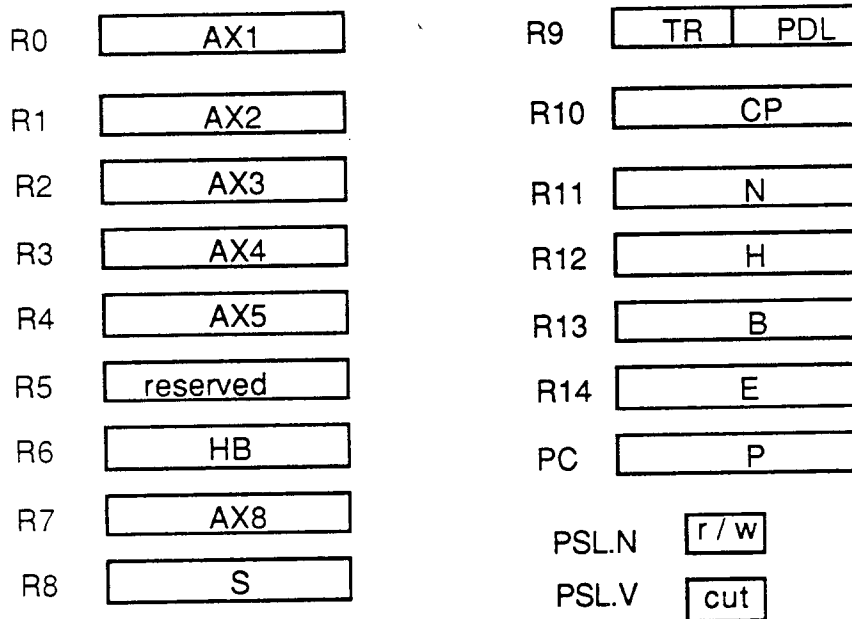 R0 AX1
R1 AX2
R2 AX3
R3 AX4
R4 AX5
R5 reserved
R6 HB
R7 AX8
R8 S
R9 TR PDL
R10 CP
R11 N
R12 H
R13 B
R14 E
PC P
PSL.N r / w
PSL.V cut